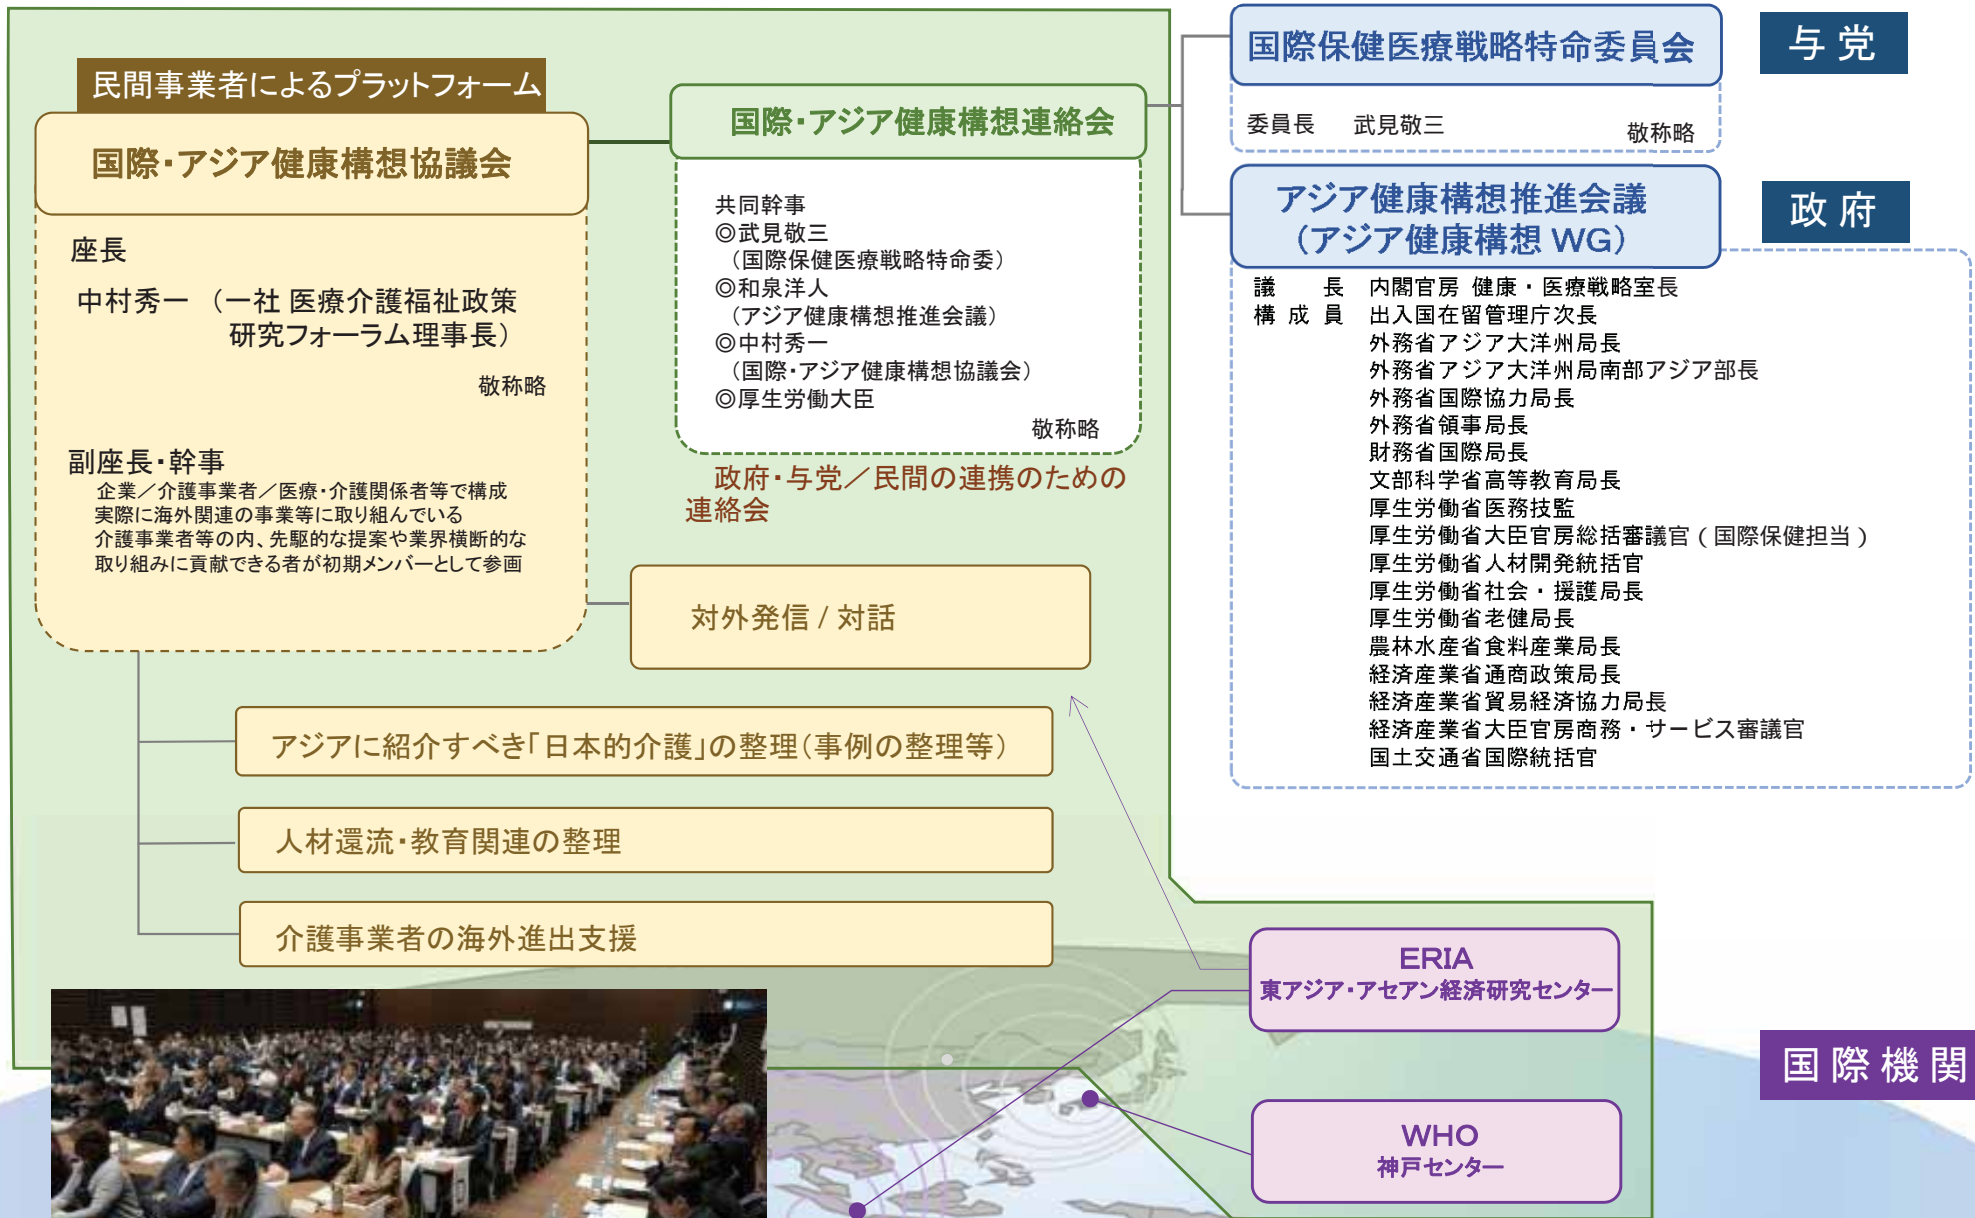 民間事業者によるプラットフォーム
国際・アジア健康構想協議会
座長
中村秀一 （一社 医療介護福祉政策
研究フォーラム理事長）
敬称略
副座長・幹事
企業／介護事業者／医療・介護関係者等で構成
実際に海外関連の事業等に取り組んでいる
介護事業者等の内、先駆的な提案や業界横断的な
取り組みに貢献できる者が初期メンバーとして参画
国際・アジア健康構想連絡会
共同幹事
◎武見敬三
（国際保健医療戦略特命委）
◎和泉洋人
（アジア健康構想推進会議）
◎中村秀一
（国際・アジア健康構想協議会）
◎厚生労働大臣
敬称略
政府・与党／民間の連携のための
連絡会
対外発信 / 対話
アジアに紹介すべき「日本的介護」の整理（事例の整理等）
人材還流・教育関連の整理
介護事業者の海外進出支援
国際保健医療戦略特命委員会
与党
委員長 武見敬三 敬称略
アジア健康構想推進会議
（アジア健康構想 WG）
政府
議長 内閣官房 健康・医療戦略室長
構成員 出入国在留管理庁次長
外務省アジア大洋州局長
外務省アジア大洋州局南部アジア部長
外務省国際協力局長
外務省領事局長
財務省国際局長
文部科学省高等教育局長
厚生労働省医務技監
厚生労働省大臣官房総括審議官（国際保健担当）
厚生労働省人材開発統括官
厚生労働省社会・援護局長
厚生労働省老健局長
農林水産省食料産業局長
経済産業省通商政策局長
経済産業省貿易経済協力局長
経済産業省大臣官房商務・サービス審議官
国土交通省国際統括官
ERIA
東アジア・アセアン経済研究センター
国際機関
WHO
神戸センター